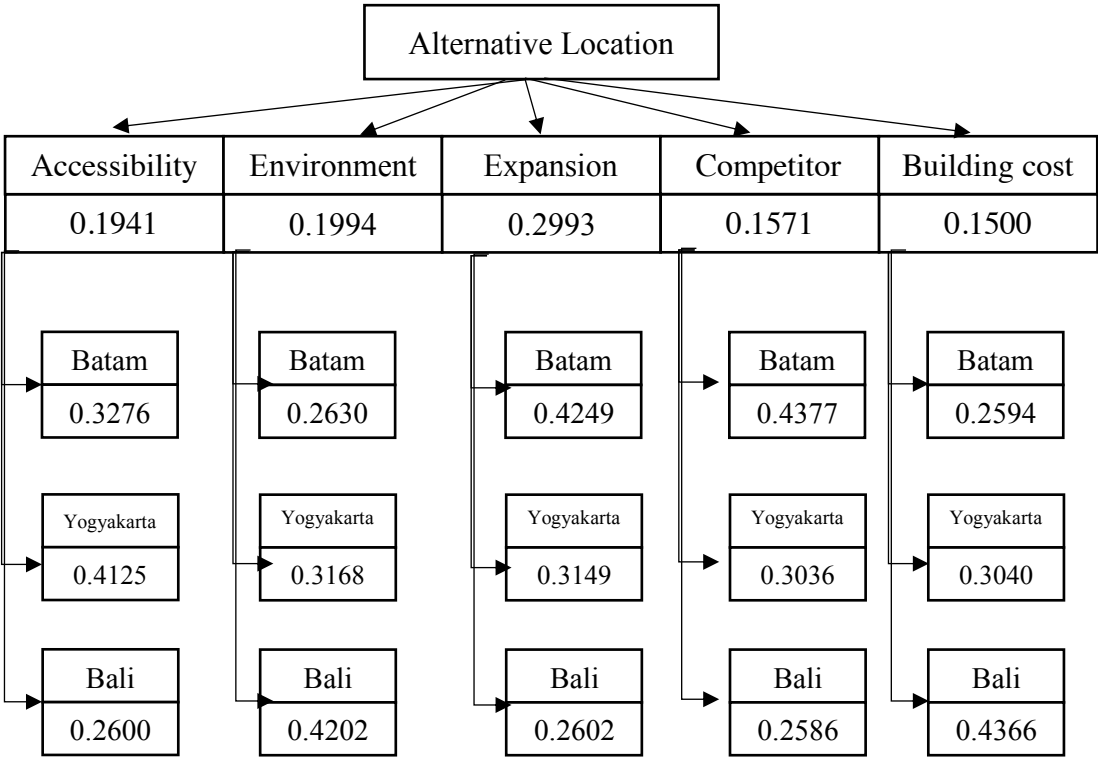 Alternative Location
Accessibility Environment Expansion Competitor Building cost
0.1941 0.1994 0.2993 0.1571 0.1500
Batam Batam Batam Batam Batam
0.3276 0.2630 0.4249 0.4377 0.2594
Yogyakarta Yogyakarta Yogyakarta Yogyakarta Yogyakarta
0.4125 0.3168 0.3149 0.3036 0.3040
Bali Bali Bali Bali Bali
0.2600 0.4202 0.2602 0.2586 0.4366